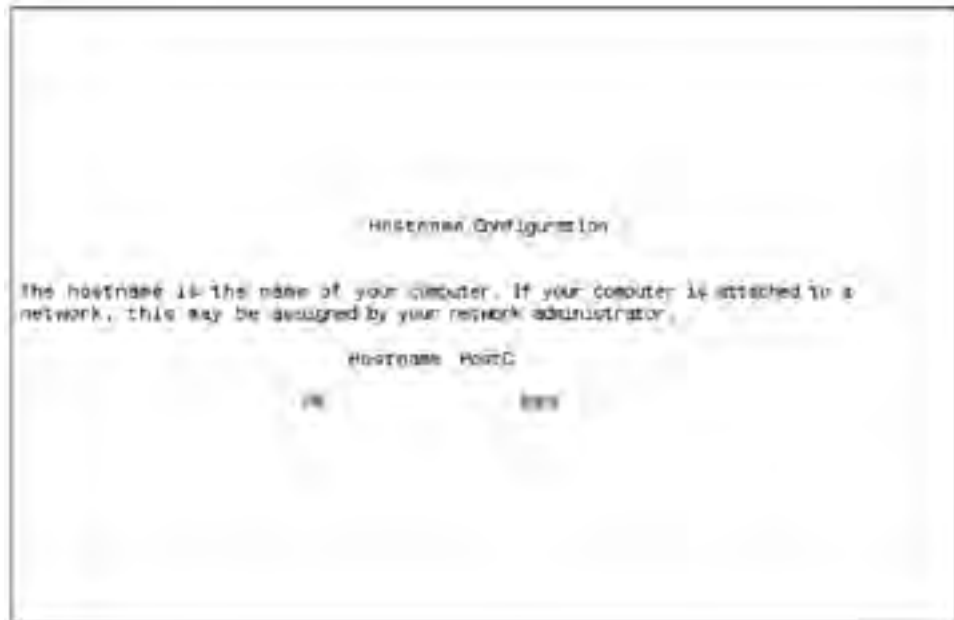 Hostname Configuration
The hostname is the name of your computer. If your computer is attached to a
network, this may be assigned by your network administrator.
Hostname HostC
OK